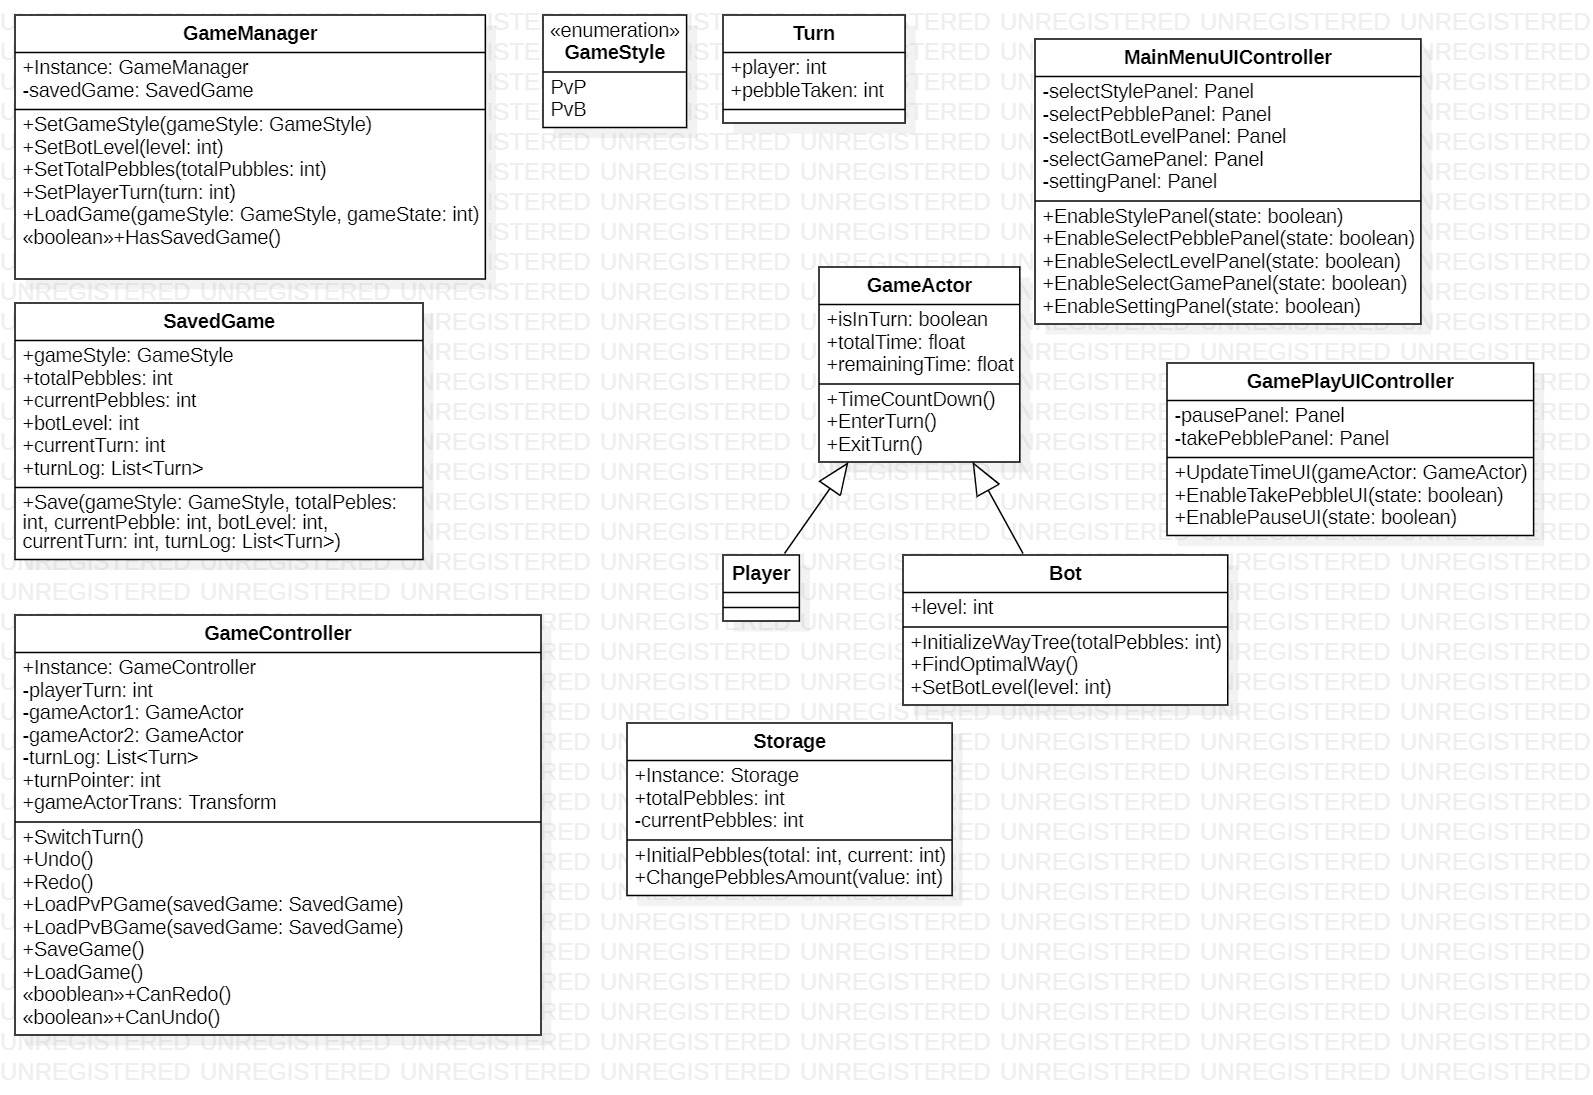 GameManager
+Instance: GameManager
-savedGame: SavedGame
+SetGameStyle(gameStyle: GameStyle)
+SetBotLevel(level: int)
+SetTotalPebbles(totalPubbles: int)
+SetPlayerTurn(turn: int)
+LoadGame(gameStyle: GameStyle, gameState: int)
«boolean»+HasSavedGame()
«enumeration»
GameStyle
PvP
PvB
Turn
+player: int
+pebbleTaken: int
MainMenuUIController
-selectStylePanel: Panel
-selectPebblePanel: Panel
-selectBotLevelPanel: Panel
-selectGamePanel: Panel
-settingPanel: Panel
+EnableStylePanel(state: boolean)
+EnableSelectPebblePanel(state: boolean)
+EnableSelectLevelPanel(state: boolean)
+EnableSelectGamePanel(state: boolean)
+EnableSettingPanel(state: boolean)
SavedGame
+gameStyle: GameStyle
+totalPebbles: int
+currentPebbles: int
+botLevel: int
+currentTurn: int
+turnLog: List<Turn>
+Save(gameStyle: GameStyle, totalPebles:
int, currentPebble: int, botLevel: int,
currentTurn: int, turnLog: List<Turn>)
GameActor
+isInTurn: boolean
+totalTime: float
+remainingTime: float
+TimeCountDown()
+EnterTurn()
+ExitTurn()
GamePlayUIController
-pausePanel: Panel
-takePebblePanel: Panel
+UpdateTimeUI(gameActor: GameActor)
+EnableTakePebbleUI(state: boolean)
+EnablePauseUI(state: boolean)
Player
Bot
+level: int
+InitializeWayTree(totalPebbles: int)
+FindOptimalWay()
+SetBotLevel(level: int)
GameController
+Instance: GameController
-playerTurn: int
-gameActor1: GameActor
-gameActor2: GameActor
-turnLog: List<Turn>
+turnPointer: int
+gameActorTrans: Transform
+SwitchTurn()
+Undo()
+Redo()
+LoadPvPGame(savedGame: SavedGame)
+LoadPvBGame(savedGame: SavedGame)
+SaveGame()
+LoadGame()
«booblean»+CanRedo()
«boolean»+CanUndo()
Storage
+Instance: Storage
+totalPebbles: int
-currentPebbles: int
+InitialPebbles(total: int, current: int)
+ChangePebblesAmount(value: int)
UNREGISTERED UNREGISTERED UNREGISTERED UNREGISTERED UNREGISTERED UNREGISTERED UNREGISTERED UNREGISTERED